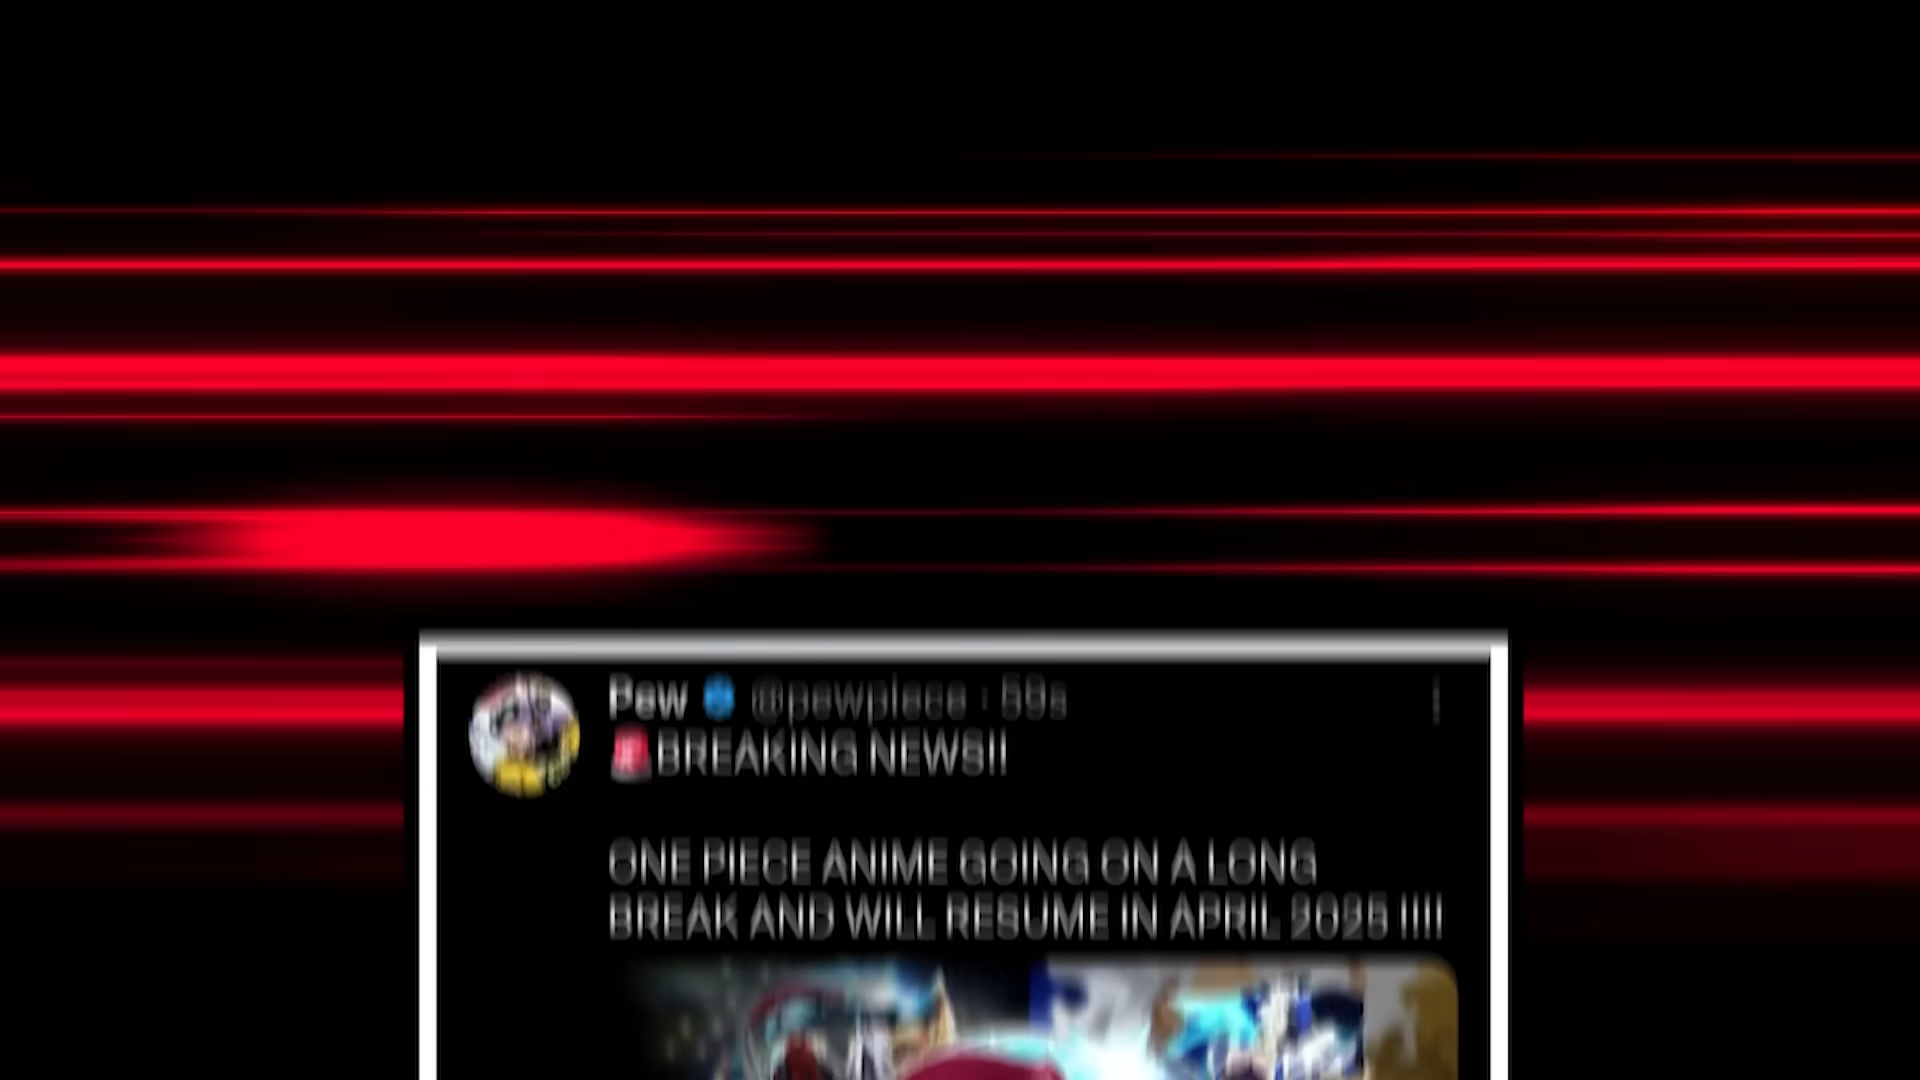 Pew @pewpiece · 59s
🚨BREAKING NEWS!!
ONE PIECE ANIME GOING ON A LONG
BREAK AND WILL RESUME IN APRIL 2025 !!!!